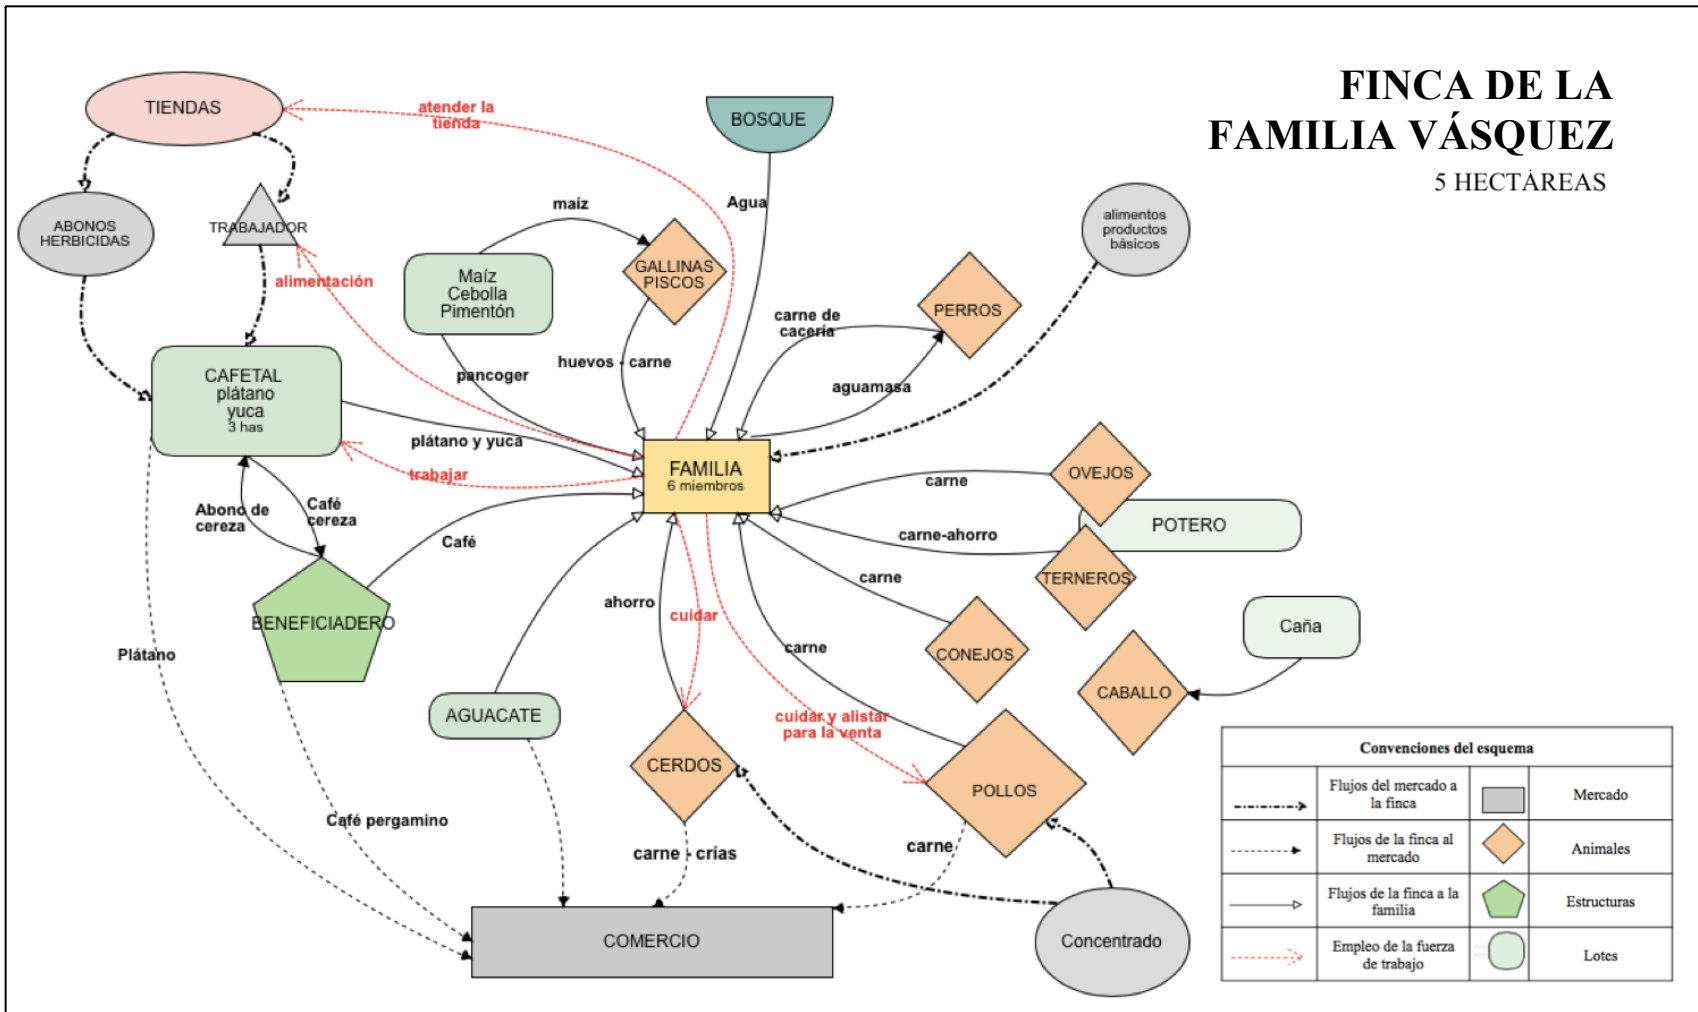 FINCA DE LA
FAMILIA VÁSQUEZ
5 HECTÁREAS
TIENDAS
atender la
tienda
BOSQUE
Agua
ABONOS
HERBICIDAS
TRABAJADOR
alimentación
maíz
Maíz
Cebolla
Pimentón
GALLINAS
PISCOS
alimentos
productos
básicos
PERROS
carne de
cacería
aguamasa
huevos - carne
pancoger
CAFETAL
plátano
yuca
3 has
plátano y yuca
trabajar
FAMILIA
6 miembros
OVEJOS
carne
POTERO
carne-ahorro
TERNEROS
Abono de
cereza
Café
cereza
Café
BENEFICIADERO
ahorro
cuidar
carne
CONEJOS
Caña
CABALLO
Plátano
carne
AGUACATE
cuidar y alistar
para la venta
CERDOS
POLLOS
Café pergamino
carne - crías
carne
COMERCIO
Concentrado
Convenciones del esquema
Flujos del mercado a
la finca
Mercado
Flujos de la finca al
mercado
Animales
Flujos de la finca a la
familia
Estructuras
Empleo de la fuerza
de trabajo
Lotes